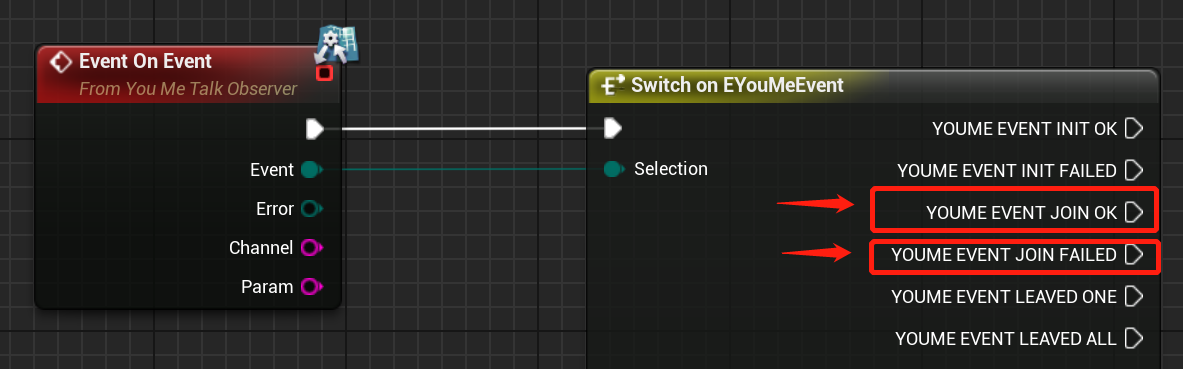 Event On Event
From You Me Talk Observer
Event
Error
Channel
Param
Switch on EYouMeEvent
Selection
YOUME EVENT INIT OK
YOUME EVENT INIT FAILED
YOUME EVENT JOIN OK
YOUME EVENT JOIN FAILED
YOUME EVENT LEAVED ONE
YOUME EVENT LEAVED ALL